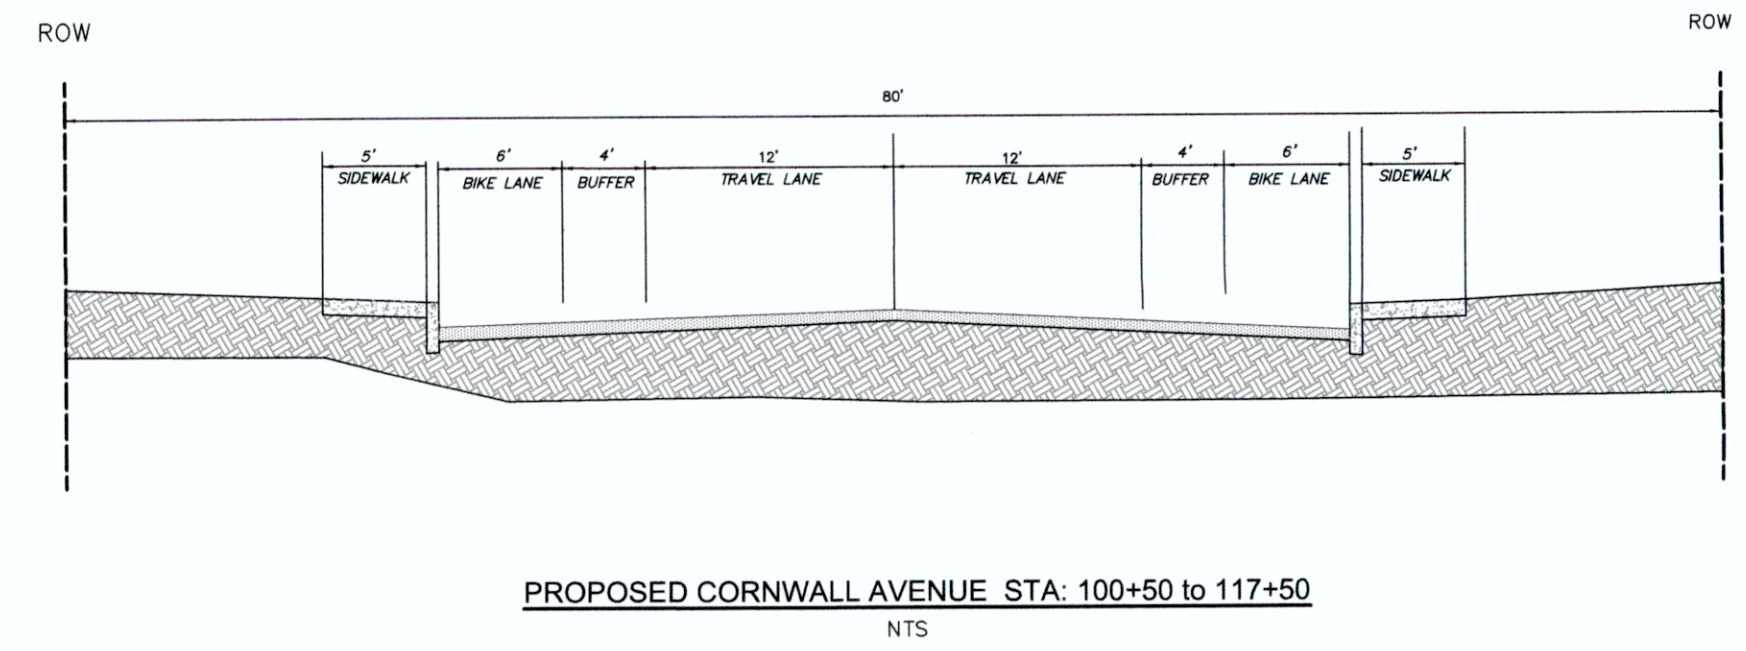 ROW
ROW
80'
5' 6' 4' 12' 12' 4' 6' 5'
SIDEWALK BIKE LANE BUFFER TRAVEL LANE TRAVEL LANE BUFFER BIKE LANE SIDEWALK
PROPOSED CORNWALL AVENUE STA: 100+50 to 117+50
NTS